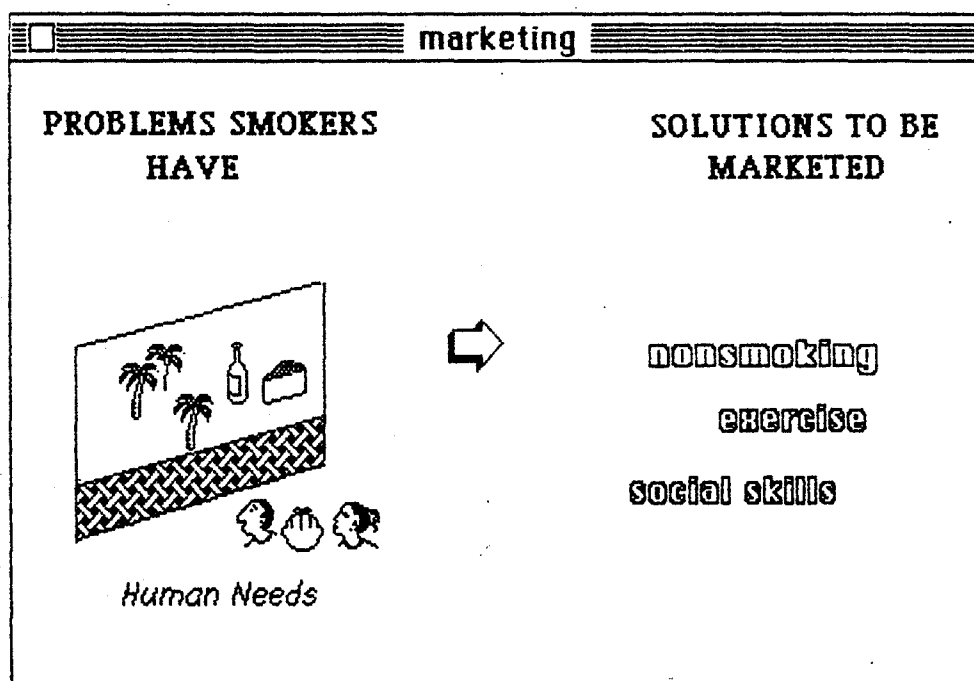 marketing
PROBLEMS SMOKERS
HAVE
SOLUTIONS TO BE
MARKETED
nonsmoking
exercise
social skills
Human Needs